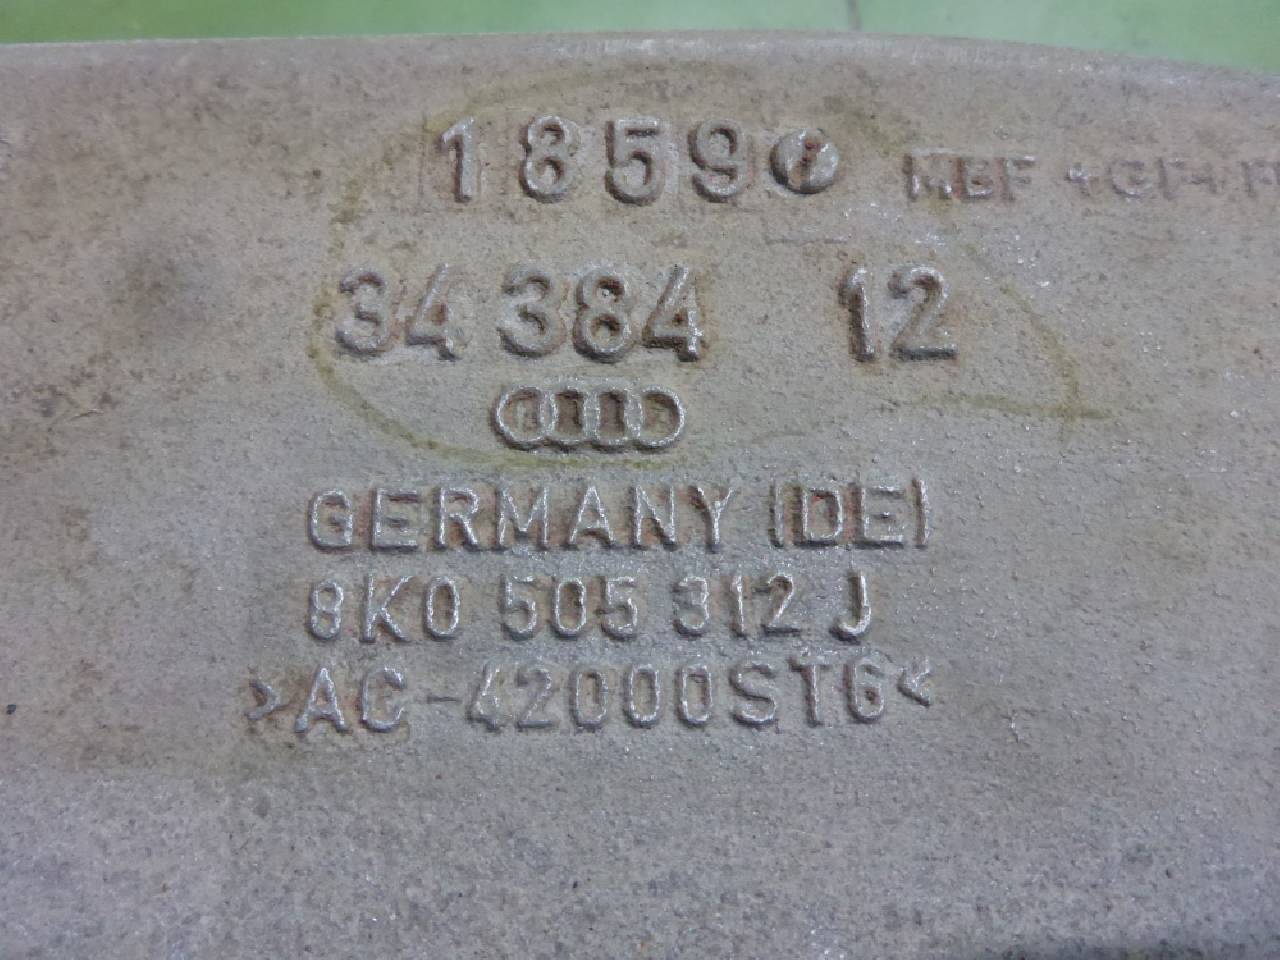 1859
34 384 12
GERMANY (DE)
8K0 505 312 J
>AC-42000ST6<